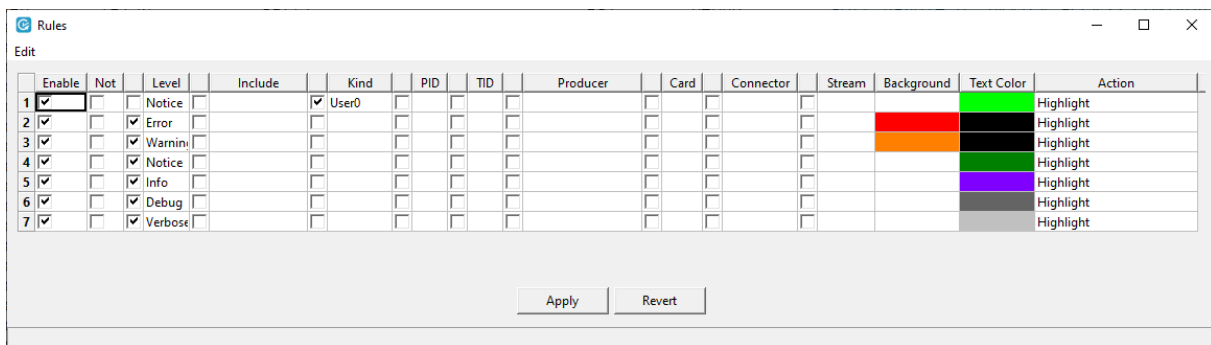 Rules
Edit
Enable Not Level Include Kind PID TID Producer Card Connector Stream Background Text Color Action
1 Notice User0 Highlight
2 Error Highlight
3 Warnin Highlight
4 Notice Highlight
5 Info Highlight
6 Debug Highlight
7 Verbose Highlight
Apply Revert